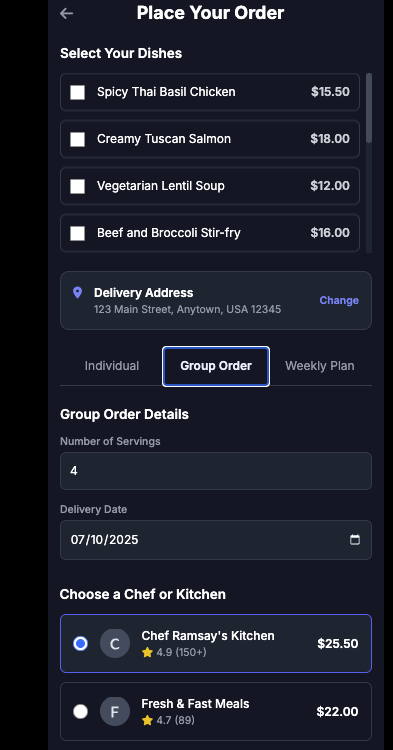 Place Your Order
Select Your Dishes
Spicy Thai Basil Chicken $15.50
Creamy Tuscan Salmon $18.00
Vegetarian Lentil Soup $12.00
Beef and Broccoli Stir-fry $16.00
Delivery Address
123 Main Street, Anytown, USA 12345 Change
Individual Group Order Weekly Plan
Group Order Details
Number of Servings
4
Delivery Date
07/10/2025
Choose a Chef or Kitchen
C Chef Ramsay's Kitchen $25.50
4.9 (150+)
F Fresh & Fast Meals $22.00
4.7 (89)